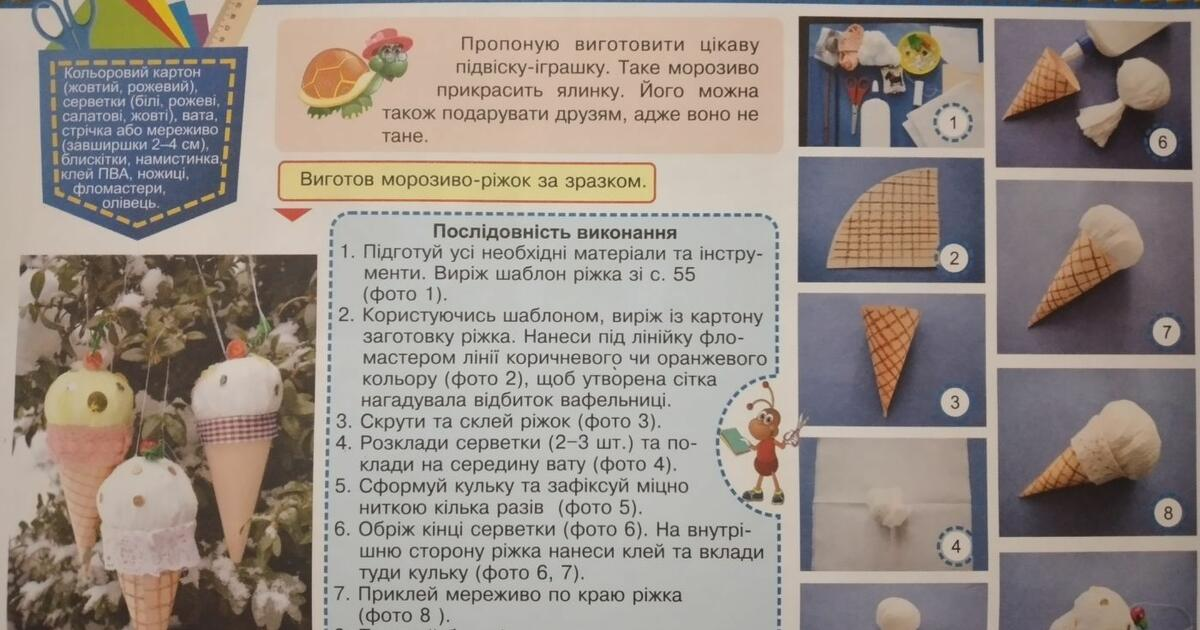 Кольоровий картон
(жовтий, рожевий),
серветки (білі, рожеві,
салатові, жовті), вата,
стрічка або мереживо
(завширшки 2–4 см),
блискітки, намистинка,
клей ПВА, ножиці,
фломастери,
олівець.
Пропоную виготовити цікаву
підвіску-іграшку. Таке морозиво
прикрасить ялинку. Його можна
також подарувати друзям, адже воно не
тане.
Виготов морозиво-ріжок за зразком.
Послідовність виконання
1. Підготуй усі необхідні матеріали та інстру-
менти. Виріж шаблон ріжка зі с. 55
(фото 1).
2. Користуючись шаблоном, виріж із картону
заготовку ріжка. Нанеси під лінійку фло-
мастером лінії коричневого чи оранжевого
кольору (фото 2), щоб утворена сітка
нагадувала відбиток вафельниці.
3. Скрути та склей ріжок (фото 3).
4. Розклади серветки (2–3 шт.) та по-
клади на середину вату (фото 4).
5. Сформуй кульку та зафіксуй міцно
ниткою кілька разів (фото 5).
6. Обріж кінці серветки (фото 6). На внутрі-
шню сторону ріжка нанеси клей та вклади
туди кульку (фото 6, 7).
7. Приклей мереживо по краю ріжка
(фото 8 ).
1
2
3
4
6
7
8